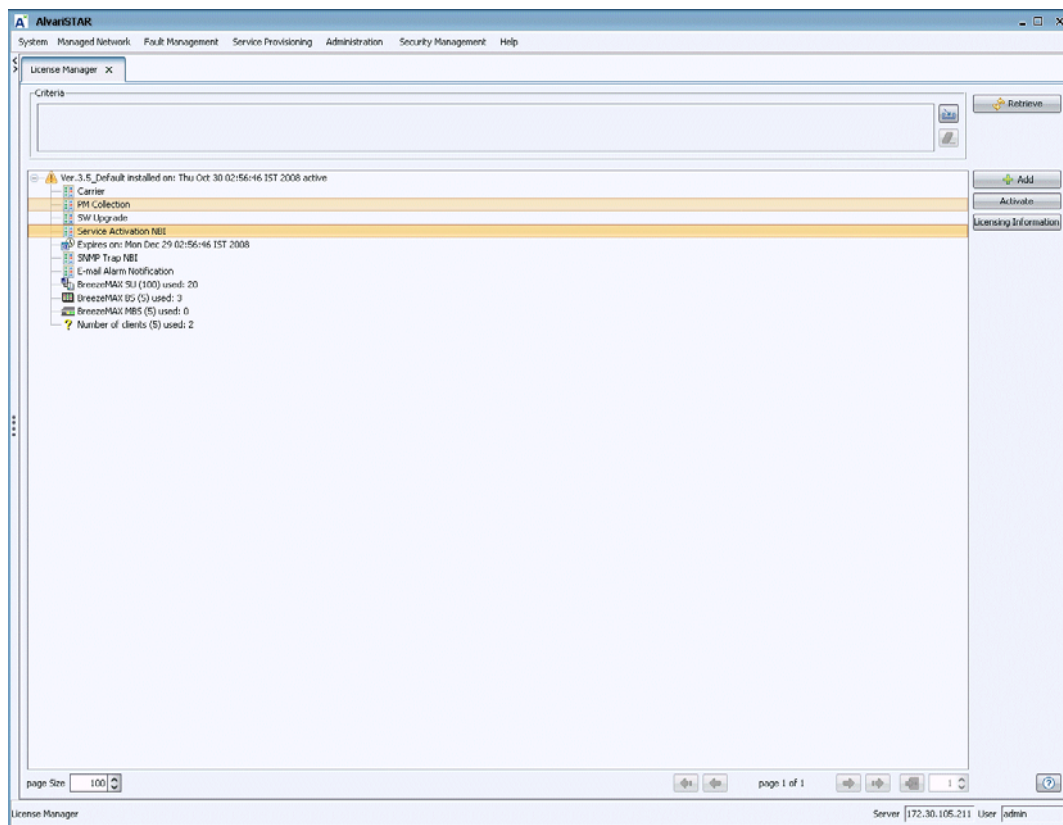 AlvariSTAR
System Managed Network Fault Management Service Provisioning Administration Security Management Help
License Manager
Criteria
Retrieve
Ver.3.5_Default installed on: Thu Oct 30 02:56:46 IST 2008 active
Add
Carrier
PM Collection
Activate
SW Upgrade
Licensing Information
Service Activation NBI
Expires on: Mon Dec 29 02:56:46 IST 2008
SNMP Trap NBI
E-mail Alarm Notification
BreezeMAX SU (100) used: 20
BreezeMAX BS (5) used: 3
BreezeMAX MBS (5) used: 0
Number of clients (5) used: 2
page Size 100 page 1 of 1 1
License Manager Server 172.30.105.211 User admin